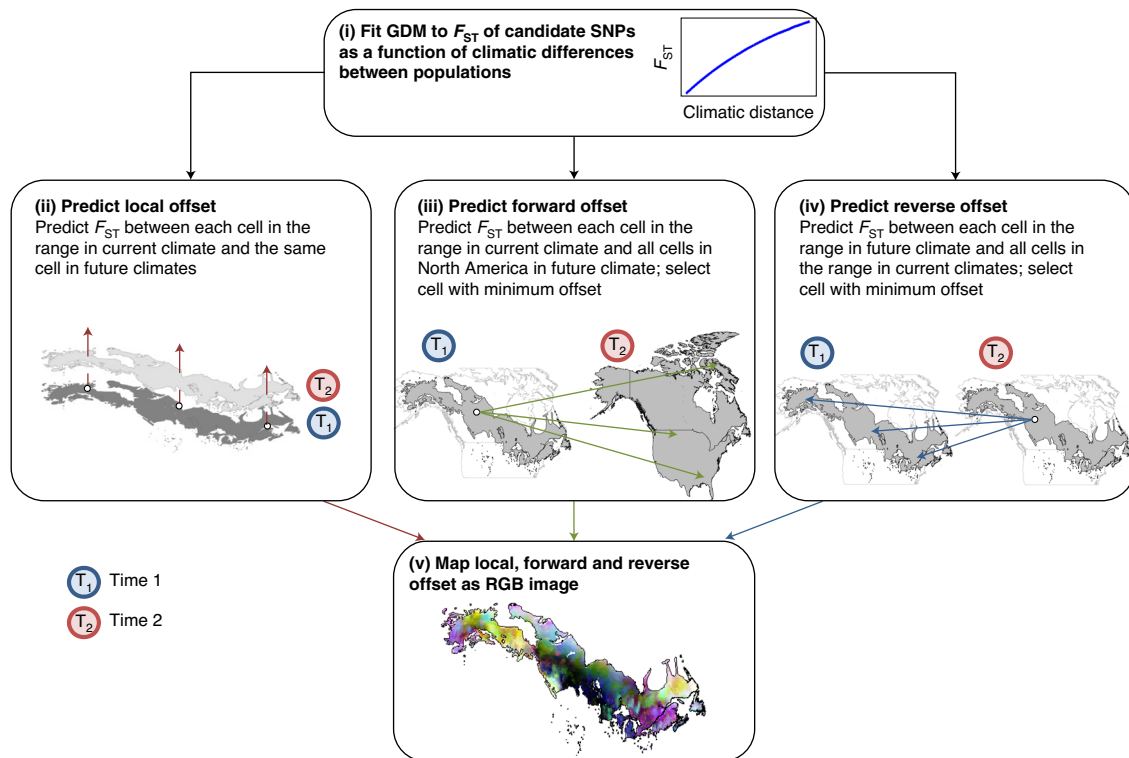 (i) Fit GDM to FST of candidate SNPs
as a function of climatic differences
between populations
FST
Climatic distance
(ii) Predict local offset
Predict FST between each cell in the
range in current climate and the same
cell in future climates
T2
T1
(iii) Predict forward offset
Predict FST between each cell in the
range in current climate and all cells in
North America in future climate; select
cell with minimum offset
T1
T2
(iv) Predict reverse offset
Predict FST between each cell in the
range in future climate and all cells in
the range in current climates; select
cell with minimum offset
T1
T2
(v) Map local, forward and reverse
offset as RGB image
T1 Time 1
T2 Time 2